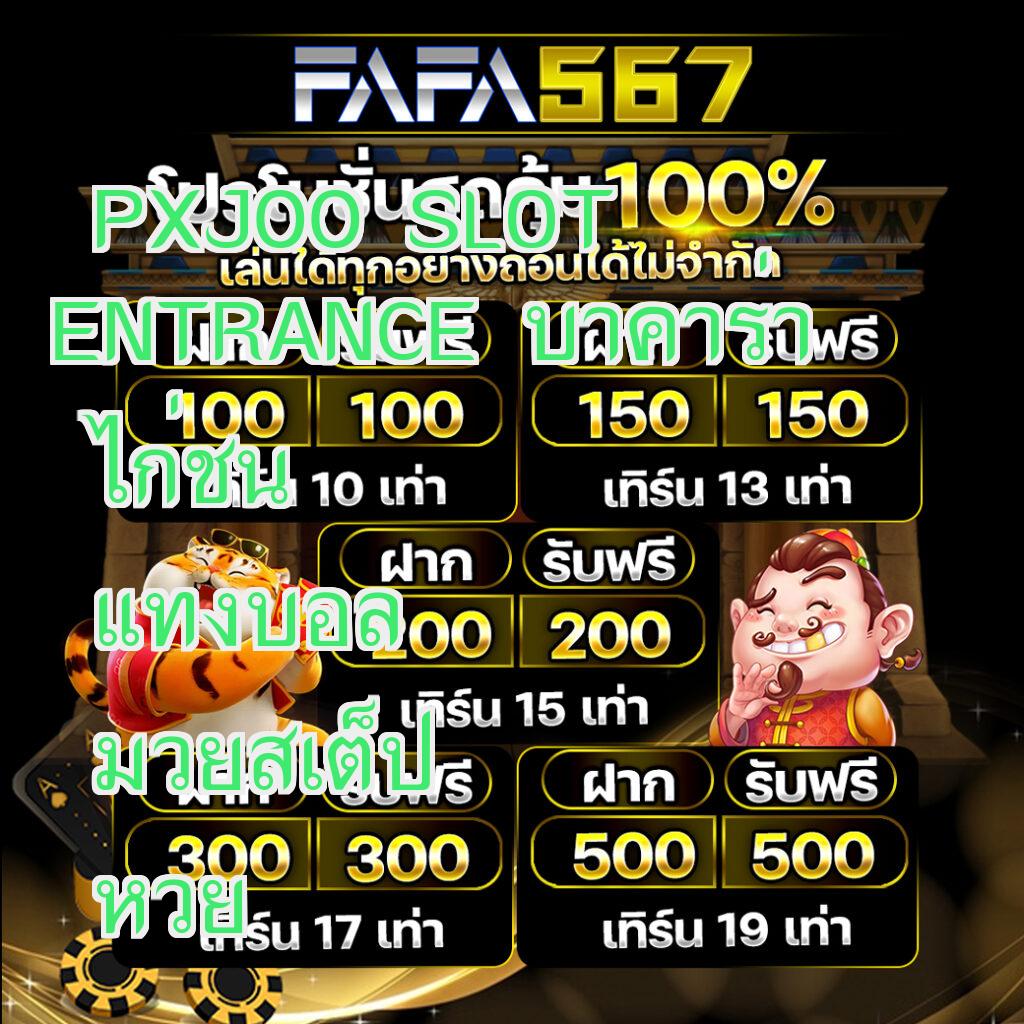 FAFA567
100%
PXJOO SLOT
เล่นได้ทุกอย่างถอนได้ไม่จำกัด
ENTRANCE บาคาร่า
100 100 150 150
ไก่ชน
10 เท่า เทิร์น 13 เท่า
ฝาก รับฟรี
แทงบอล
200
เทิร์น 15 เท่า
มวยสเต็ป
ฝาก รับฟรี
300 300 500 500
หวย
เทิร์น 17 เท่า เทิร์น 19 เท่า